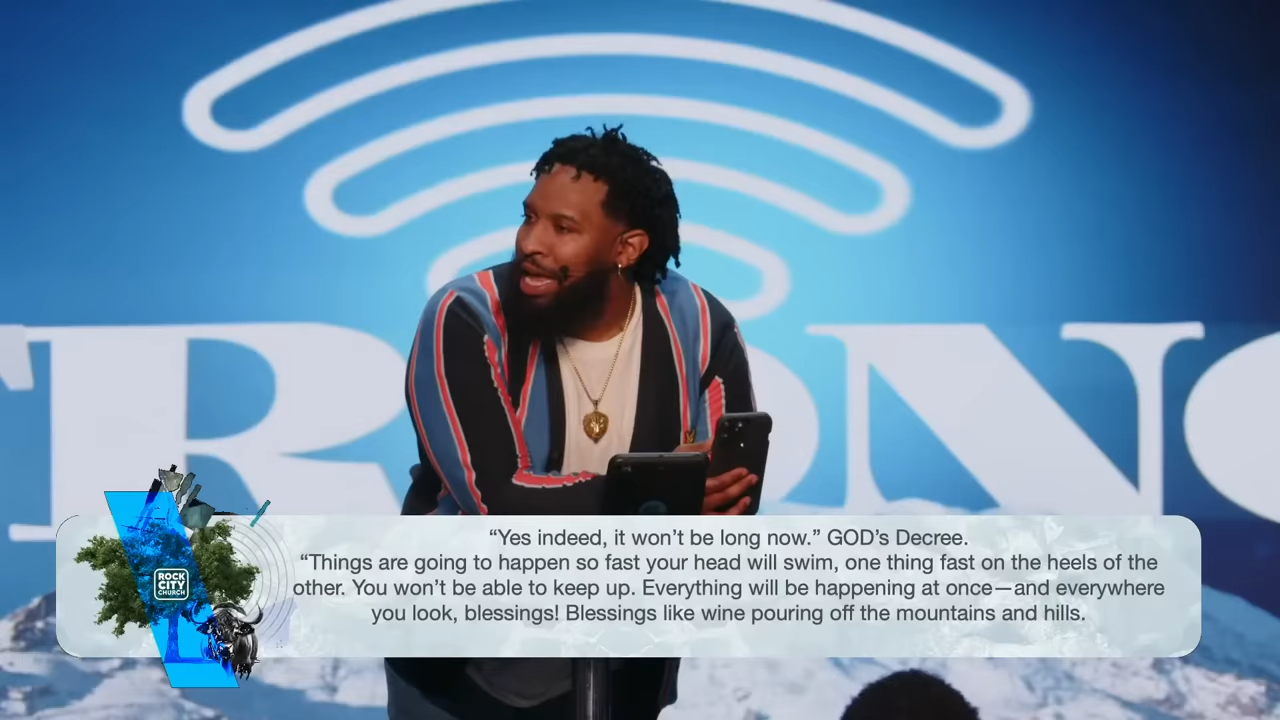 RONG
“Yes indeed, it won’t be long now.” GOD’s Decree.
“Things are going to happen so fast your head will swim, one thing fast on the heels of the
other. You won’t be able to keep up. Everything will be happening at once—and everywhere
you look, blessings! Blessings like wine pouring off the mountains and hills.
ROCK
CITY
CHURCH